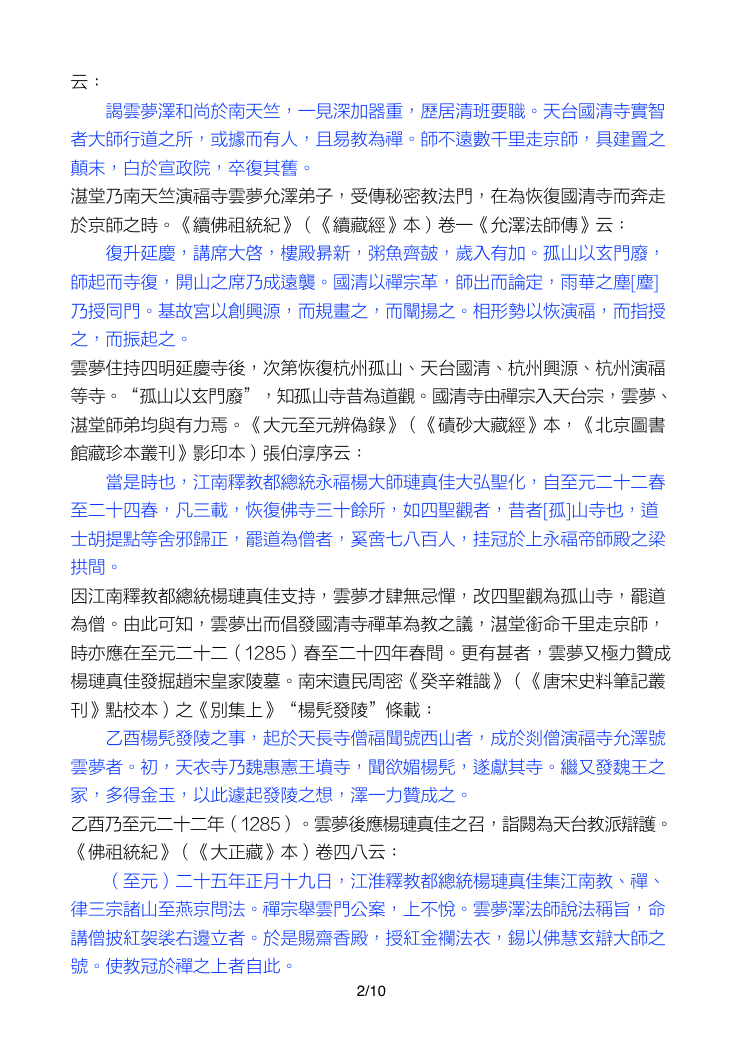 云：
謁雲夢澤和尚於南天竺，一見深加器重，歷居清班要職。天台國清寺實智
者大師行道之所，或據而有人，且易教為禪。師不遠數千里走京師，具建置之
顛末，白於宣政院，卒復其舊。
湛堂乃南天竺演福寺雲夢允澤弟子，受傳秘密教法門，在為恢復國清寺而奔走
於京師之時。《續佛祖統紀》（《續藏經》本）卷一《允澤法師傳》云：
復升延慶，講席大啓，樓殿昪新，粥魚齊皷，歲入有加。孤山以玄門廢，
師起而寺復，開山之席乃成遠襲。國清以禪宗革，師出而論定，雨華之塵[麈]
乃授同門。基故宮以創興源，而規畫之，而闡揚之。相形勢以恢演福，而指授
之，而振起之。
雲夢住持四明延慶寺後，次第恢復杭州孤山、天台國清、杭州興源、杭州演福
等寺。“孤山以玄門廢”，知孤山寺昔為道觀。國清寺由禪宗入天台宗，雲夢、
湛堂師弟均與有力焉。《大元至元辨偽錄》（《磧砂大藏經》本，《北京圖書
館藏珍本叢刊》影印本）張伯淳序云：
當是時也，江南釋教都總統永福楊大師璉真佳大弘聖化，自至元二十二春
至二十四春，凡三載，恢復佛寺三十餘所，如四聖觀者，昔者[孤]山寺也，道
士胡提點等舍邪歸正，罷道為僧者，奚啻七八百人，挂冠於上永福帝師殿之梁
拱間。
因江南釋教都總統楊璉真佳支持，雲夢才肆無忌憚，改四聖觀為孤山寺，罷道
為僧。由此可知，雲夢出而倡發國清寺禪革為教之議，湛堂銜命千里走京師，
時亦應在至元二十二（1285）春至二十四年春間。更有甚者，雲夢又極力贊成
楊璉真佳發掘趙宋皇家陵墓。南宋遺民周密《癸辛雜識》（《唐宋史料筆記叢
刊》點校本）之《別集上》“楊髡發陵”條載：
乙酉楊髡發陵之事，起於天長寺僧福聞號西山者，成於剡僧演福寺允澤號
雲夢者。初，天衣寺乃魏惠憲王墳寺，聞欲媚楊髡，遂獻其寺。繼又發魏王之
冢，多得金玉，以此遽起發陵之想，澤一力贊成之。
乙酉乃至元二十二年（1285）。雲夢後應楊璉真佳之召，詣闕為天台教派辯護。
《佛祖統紀》（《大正藏》本）卷四八云：
（至元）二十五年正月十九日，江淮釋教都總統楊璉真佳集江南教、禪、
律三宗諸山至燕京問法。禪宗舉雲門公案，上不悅。雲夢澤法師說法稱旨，命
講僧披紅袈裟右邊立者。於是賜齋香殿，授紅金襴法衣，錫以佛慧玄辯大師之
號。使教冠於禪之上者自此。
2/10